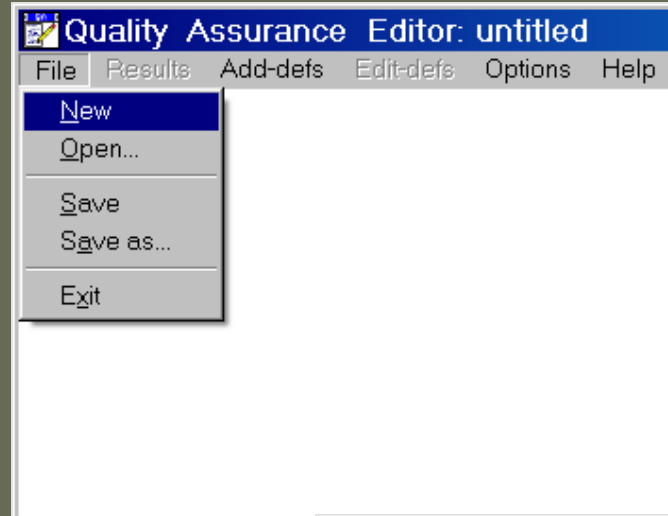 Quality Assurance Editor: untitled
File Results Add-defs Edit-defs Options Help
New
Open...
Save
Save as...
Exit